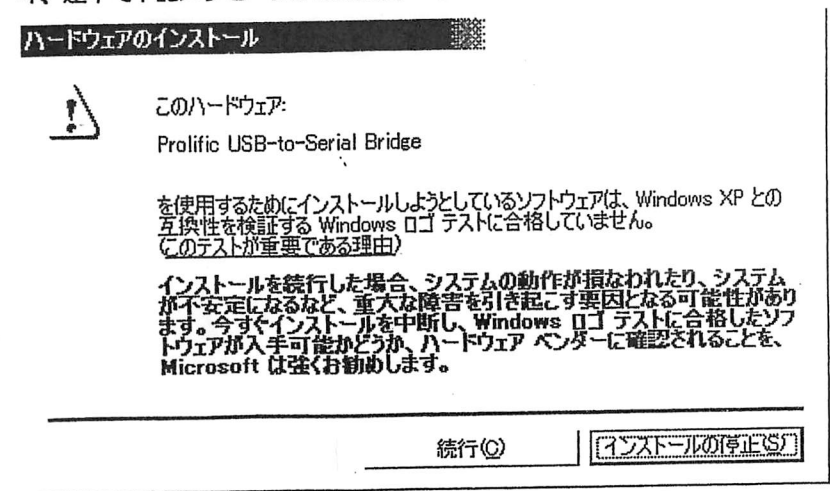 ハードウェアのインストール
このハードウェア:
Prolific USB-to-Serial Bridge
を使用するためにインストールしようとしているソフトウェアは、Windows XP との
互換性を検証する Windows ロゴ テストに合格していません。
(このテストが重要である理由)
インストールを続行した場合、システムの動作が損なわれたり、システム
が不安定になるなど、重大な障害を引き起こす要因となる可能性があり
ます。今すぐインストールを中断し、Windows ロゴ テストに合格したソフ
トウェアが入手可能かどうか、ハードウェア ベンダーに確認されることを、
Microsoft は強くお勧めします。
続行(C)
インストールの停止(S)